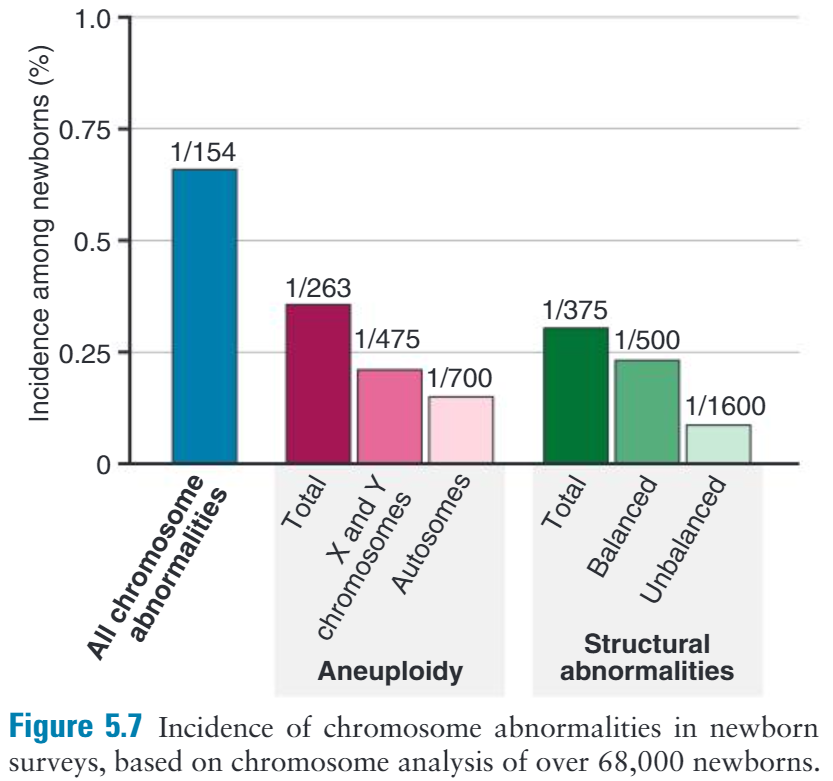 1.0
Incidence among newborns (%)
0.75
1/154
0.5
1/263
1/375
1/475
1/500
0.25
1/700
1/1600
0
All chromosome
abnormalities
Total
X and Y
chromosomes
Autosomes
Total
Balanced
Unbalanced
Aneuploidy
Structural
abnormalities
Figure 5.7 Incidence of chromosome abnormalities in newborn
surveys, based on chromosome analysis of over 68,000 newborns.